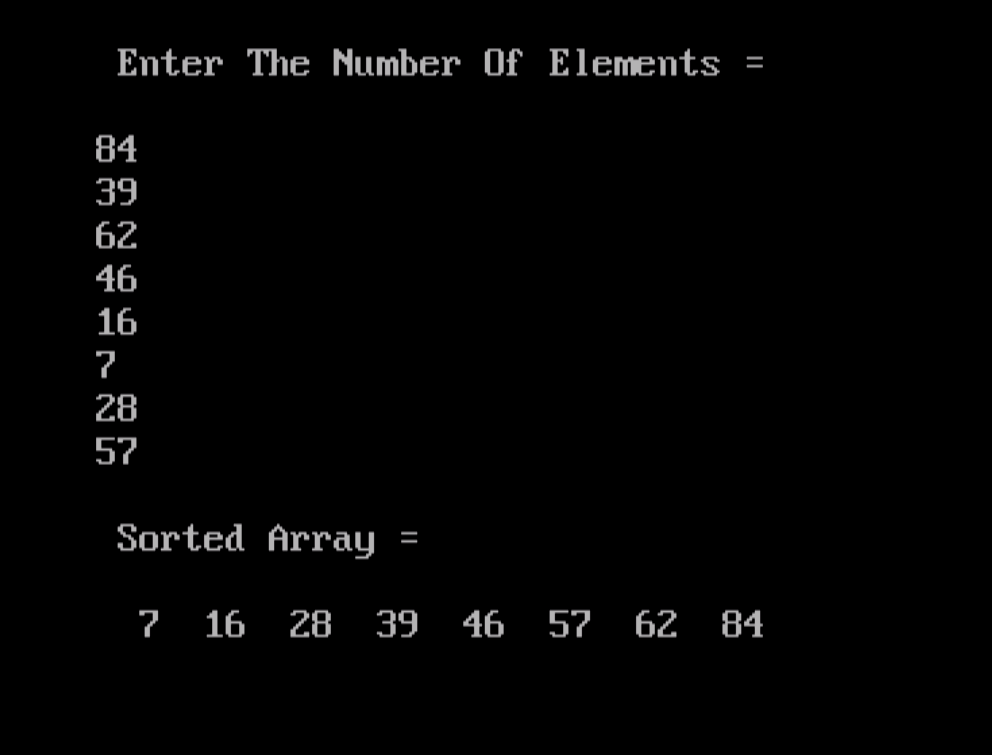 Enter The Number Of Elements =
84
39
62
46
16
7
28
57
Sorted Array =
7 16 28 39 46 57 62 84